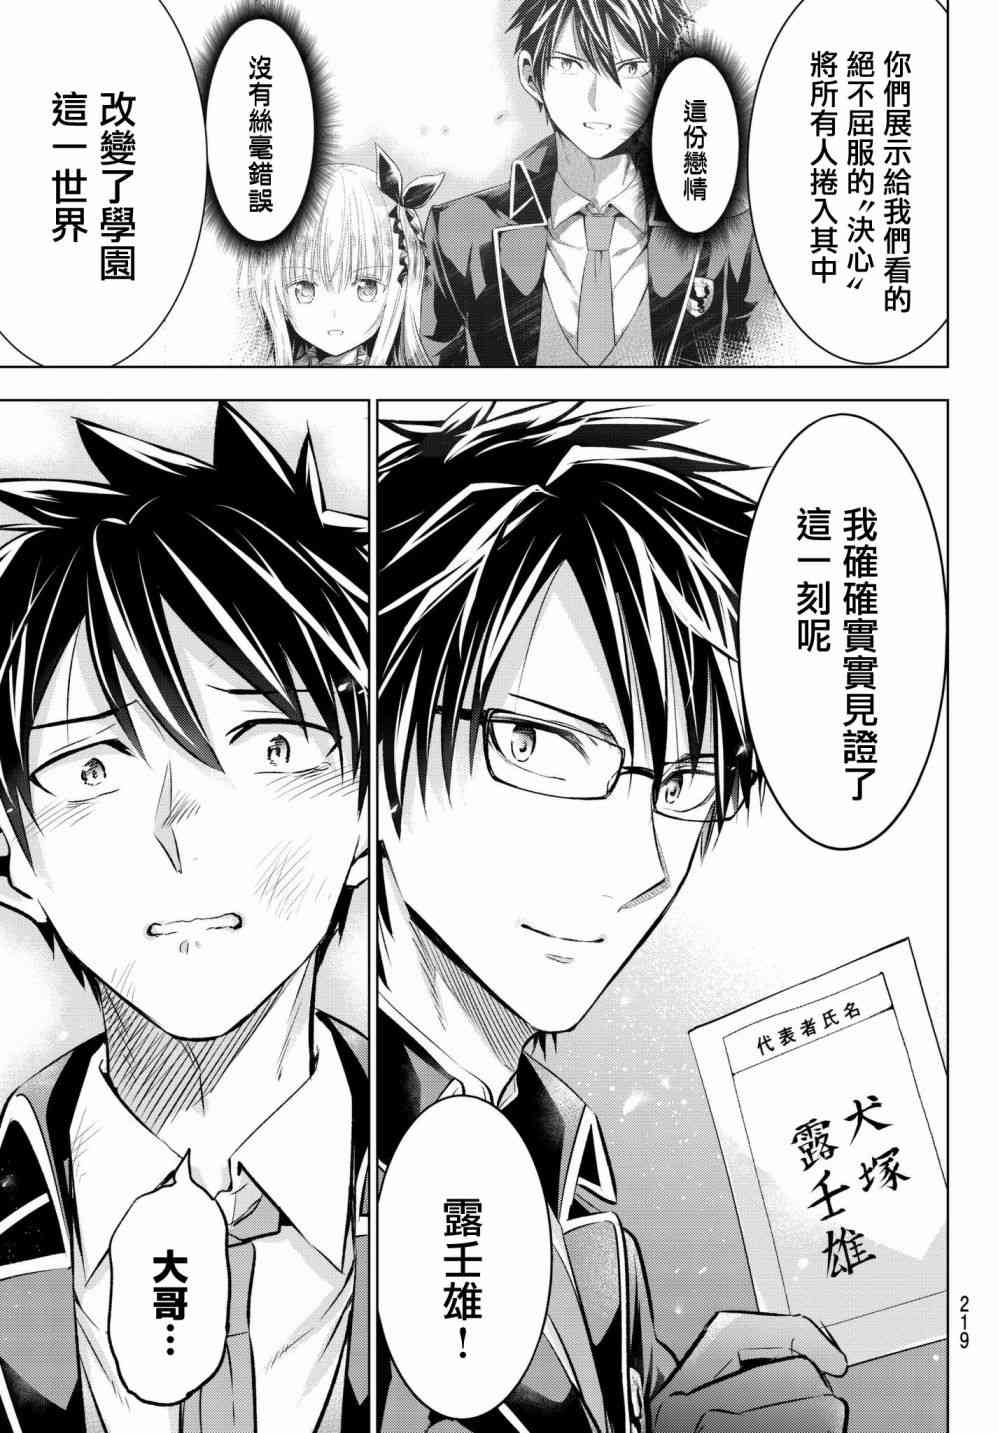 你們展示給我們看的
絕不屈服的〝決心〞
將所有人捲入其中
這份戀情
沒有絲毫錯誤
改變了學園
這一世界
我確確實實見證了
這一刻呢
代表者氏名
犬塚
露壬雄
露壬雄！
大哥…
219